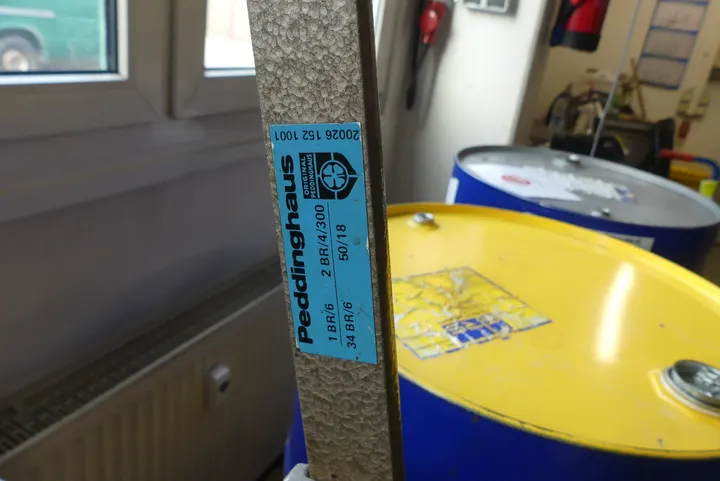 Peddinghaus
ORIGINAL
PEDDINGHAUS
1 BR/6 2 BR/4/300
34 BR/6 50/18
20026 152 1001